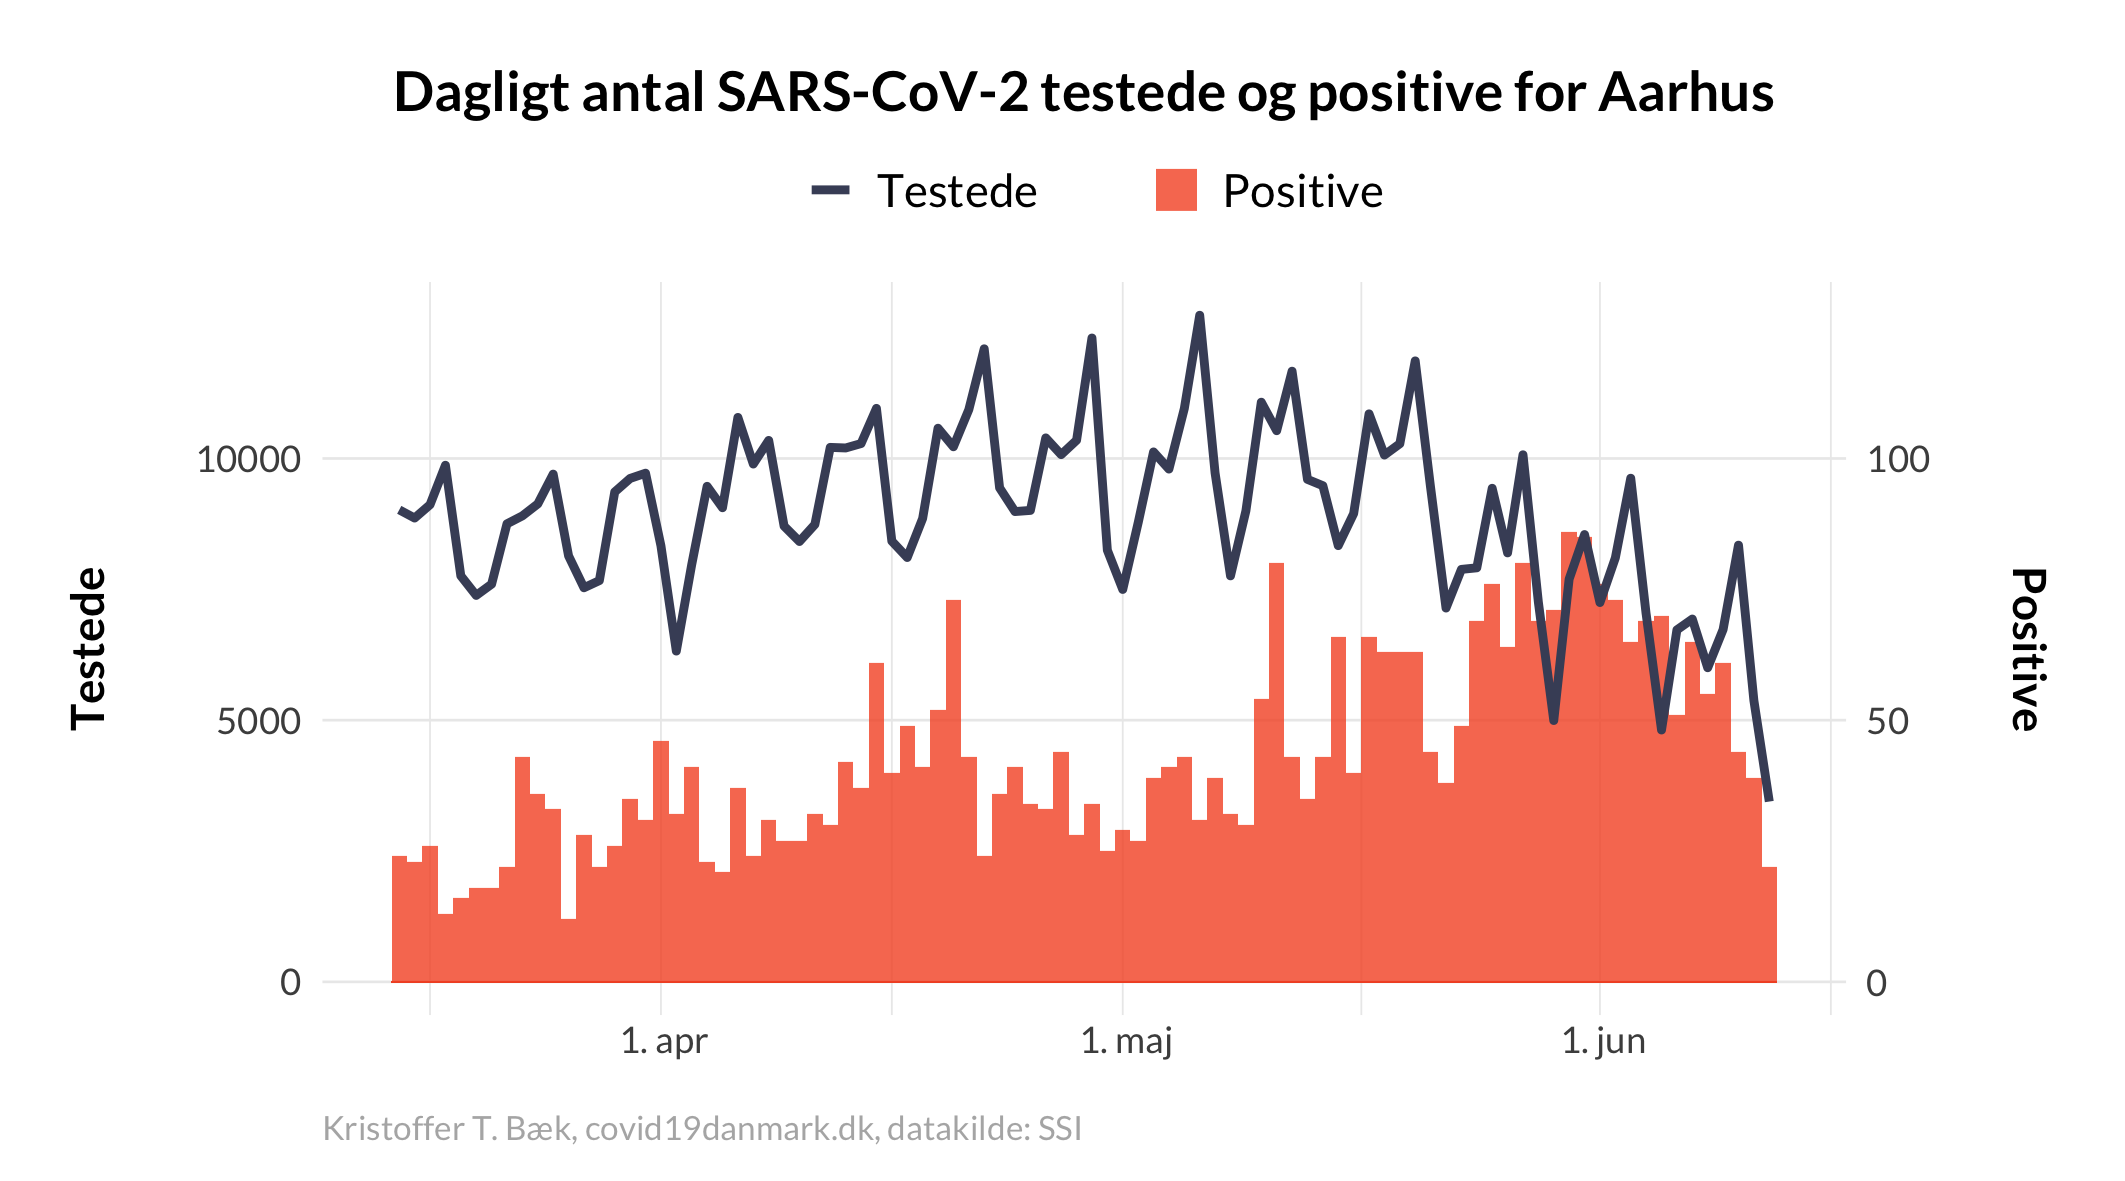 Dagligt antal SARS-CoV-2 testede og positive for Aarhus
Testede
Positive
Testede
10000
5000
0
100
50
0
Positive
1. apr
1. maj
1. jun
Kristoffer T. Bæk, covid19danmark.dk, datakilde: SSI